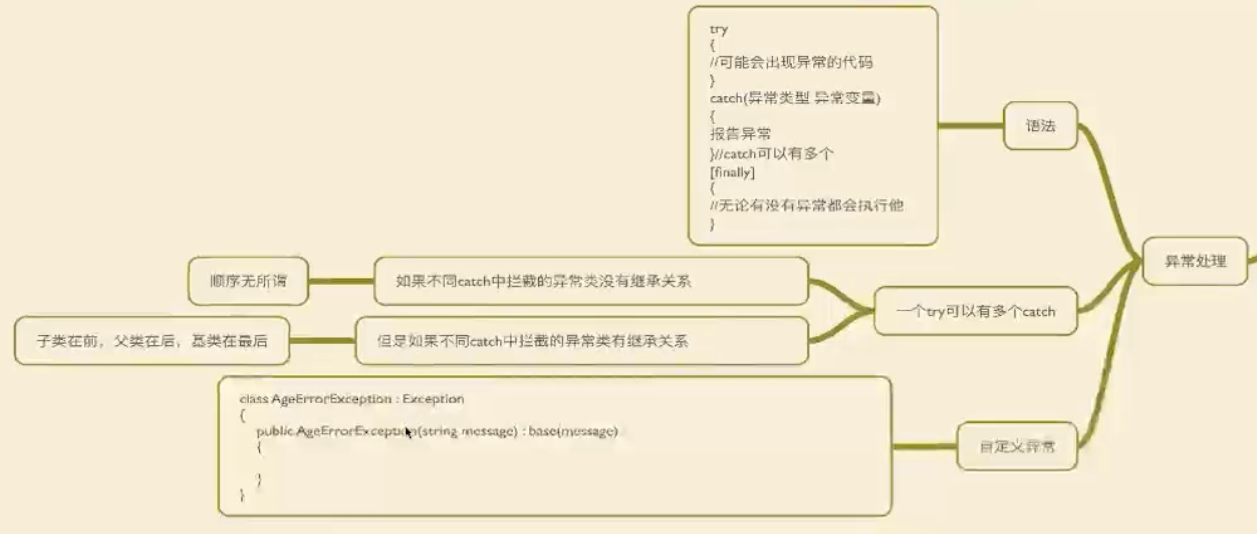 try
{
//可能会出现异常的代码
}
catch(异常类型 异常变量)
{
报告异常
}//catch可以有多个
[finally]
{
//无论有没有异常都会执行他
}
语法
异常处理
顺序无所谓
如果不同catch中拦截的异常类没有继承关系
一个try可以有多个catch
子类在前，父类在后，基类在最后
但是如果不同catch中拦截的异常类有继承关系
class AgeErrorException : Exception
{
public AgeErrorException(string message) : base(message)
{
}
}
自定义异常